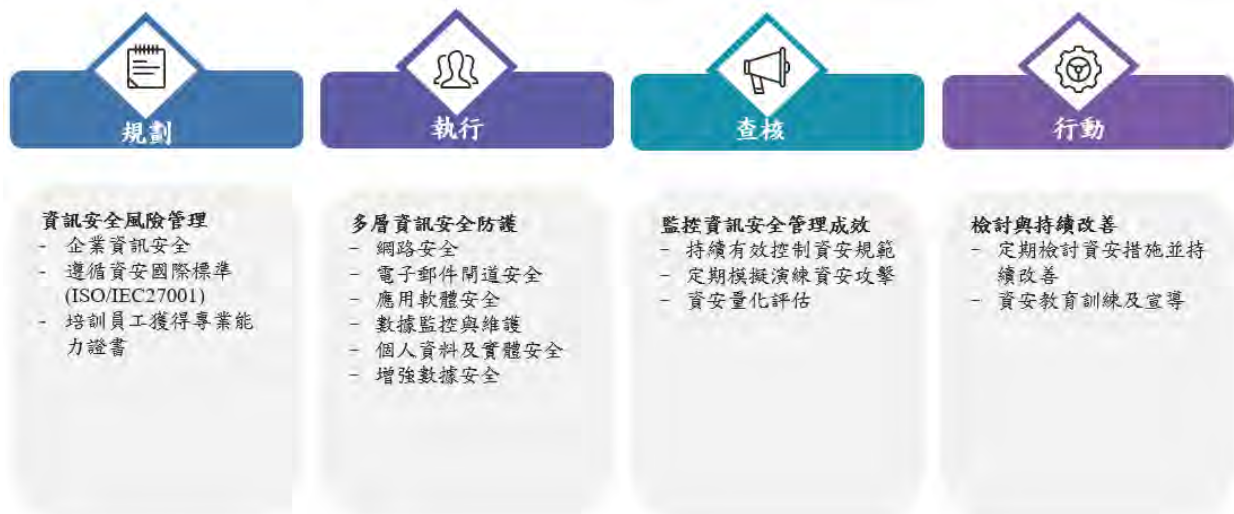 規劃
資訊安全風險管理
- 企業資訊安全
- 遵循資安國際標準
(ISO/IEC27001)
- 培訓員工獲得專業能
力證書
執行
多層資訊安全防護
- 網路安全
- 電子郵件閘道安全
- 應用軟體安全
- 數據監控與維護
- 個人資料及實體安全
- 增強數據安全
查核
監控資訊安全管理成效
- 持續有效控制資安規範
- 定期模擬演練資安攻擊
- 資安量化評估
行動
檢討與持續改善
- 定期檢討資安措施並持
續改善
- 資安教育訓練及宣導